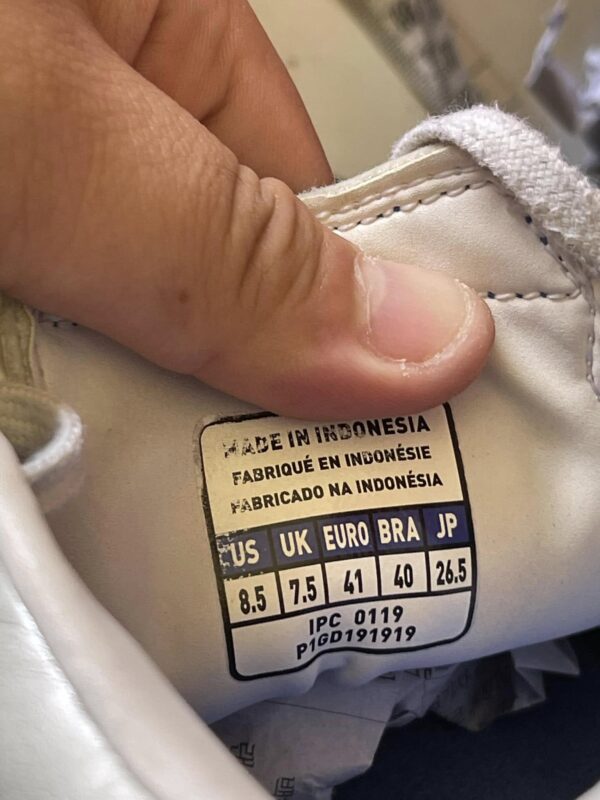 MADE IN INDONESIA
FABRIQUÉ EN INDONÉSIE
FABRICADO NA INDONÉSIA
US UK EURO BRA JP
8.5 7.5 41 40 26.5
IPC 0119
P1GD191919